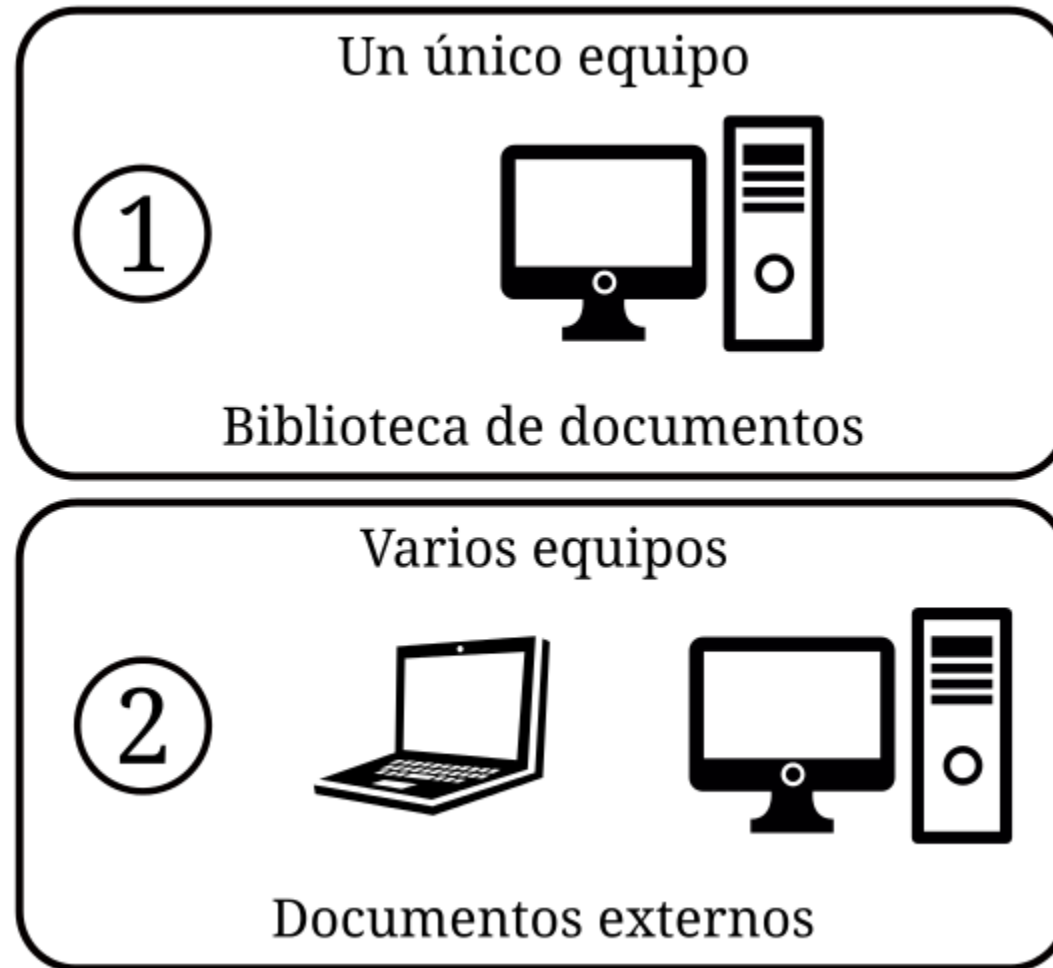 Un único equipo
1
Biblioteca de documentos
Varios equipos
2
Documentos externos